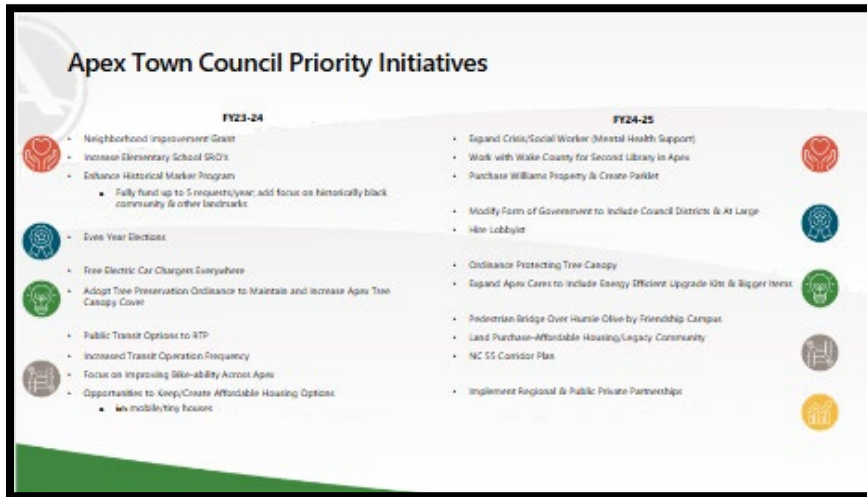 Apex Town Council Priority Initiatives
FY23-24
• Neighborhood Improvement Grant
• Increase Elementary School SRO's
• Enhance Historical Marker Program
▪ Fully fund up to 5 requests/year; add focus on historically black
community & other landmarks
• Even Year Elections
• Free Electric Car Chargers Everywhere
• Adopt Tree Preservation Ordinance to Maintain and Increase Apex Tree
Canopy Cover
• Public Transit Options to RTP
• Increased Transit Operation Frequency
• Focus on Improving Bike-ability Across Apex
• Opportunities to Keep/Create Affordable Housing Options
▪ mobile/tiny houses
FY24-25
• Expand Crisis/Social Worker (Mental Health Support)
• Work with Wake County for Second Library in Apex
• Purchase Williams Property & Create Parklet
• Modify Form of Government to Include Council Districts & At Large
• Hire Lobbyist
• Ordinance Protecting Tree Canopy
• Expand Apex Cares to Include Energy Efficient Upgrade Kits & Bigger Items
• Pedestrian Bridge Over Humie Olive by Friendship Campus
• Land Purchase-Affordable Housing/Legacy Community
• NC 55 Corridor Plan
• Implement Regional & Public Private Partnerships